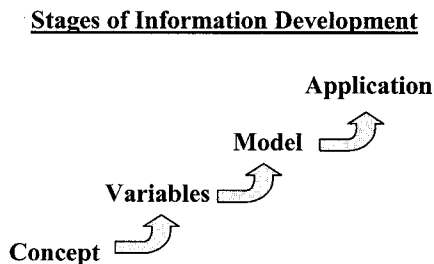 Stages of Information Development
Application
Model
Variables
Concept